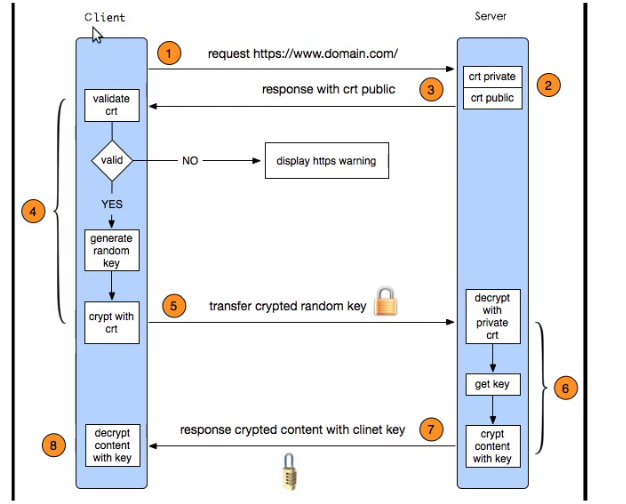 Client
Server
1
request https://www.domain.com/
crt private
2
response with crt public
3
crt public
validate
crt
valid
NO
display https warning
YES
4
generate
random
key
5
transfer crypted random key
crypt with
crt
decrypt
with
private
crt
get key
6
response crypted content with clinet key
7
8
decrypt
content
with key
crypt
content
with key